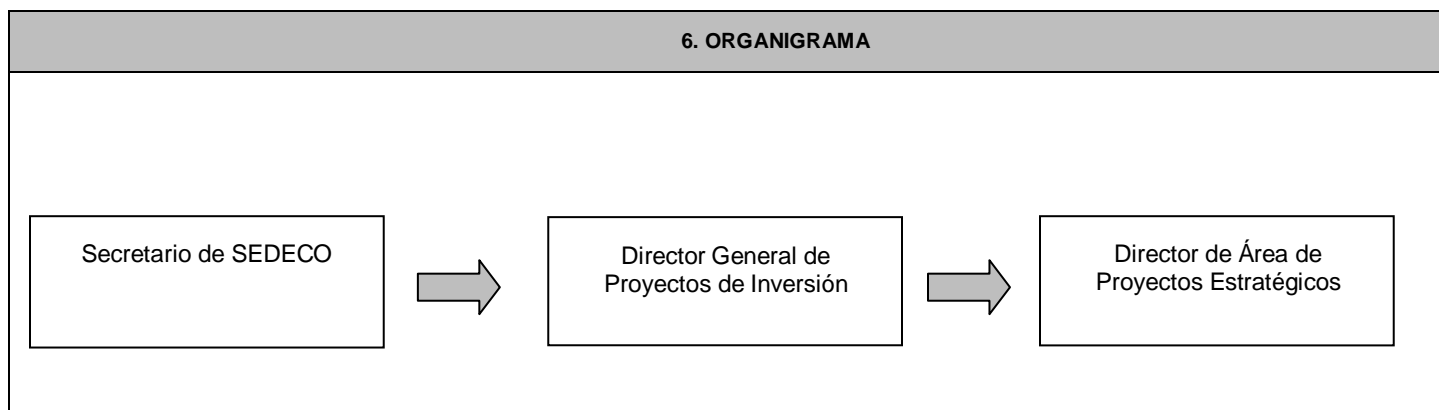 6. ORGANIGRAMA
Secretario de SEDECO
Director General de
Proyectos de Inversión
Director de Área de
Proyectos Estratégicos